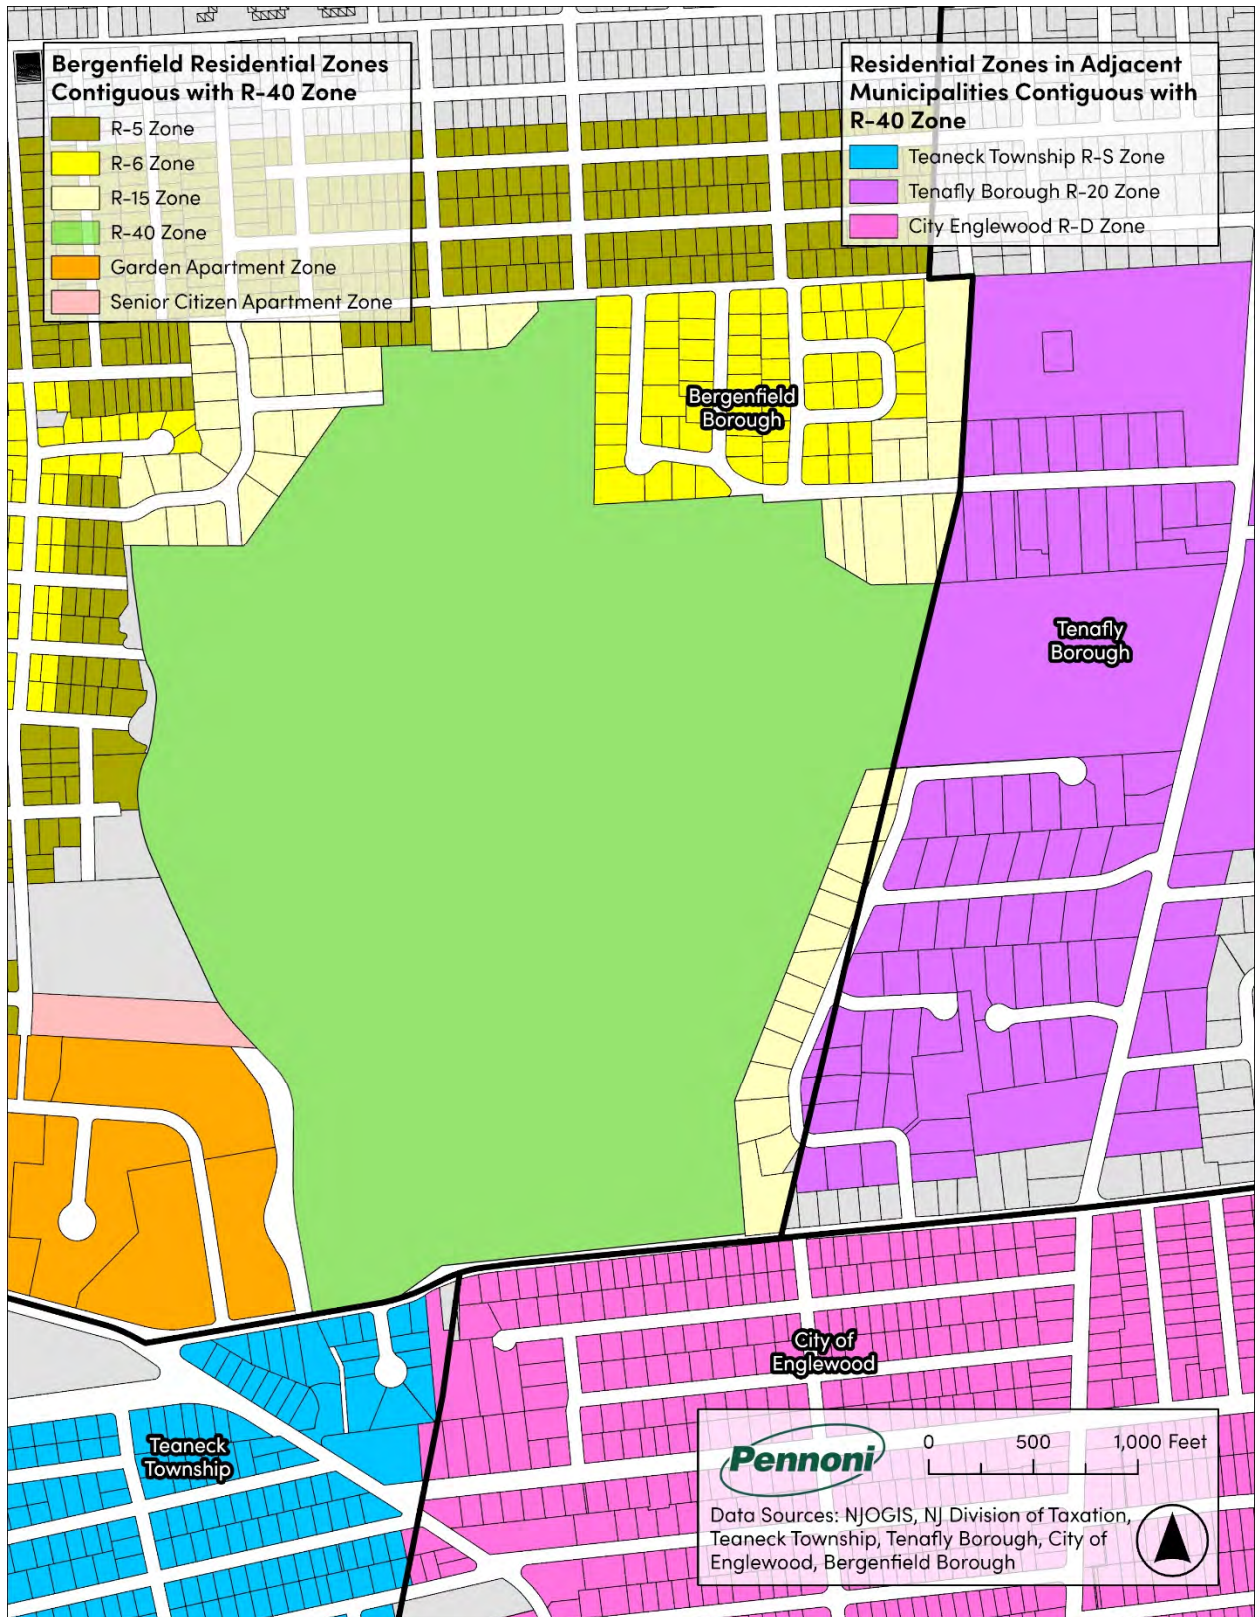 Bergenfield Residential Zones
Contiguous with R-40 Zone
R-5 Zone
R-6 Zone
R-15 Zone
R-40 Zone
Garden Apartment Zone
Senior Citizen Apartment Zone
Residential Zones in Adjacent
Municipalities Contiguous with
R-40 Zone
Teaneck Township R-S Zone
Tenafly Borough R-20 Zone
City Englewood R-D Zone
Bergenfield
Borough
Tenafly
Borough
City of
Englewood
Teaneck
Township
Pennoni
0 500 1,000 Feet
Data Sources: NJOGIS, NJ Division of Taxation,
Teaneck Township, Tenafly Borough, City of
Englewood, Bergenfield Borough